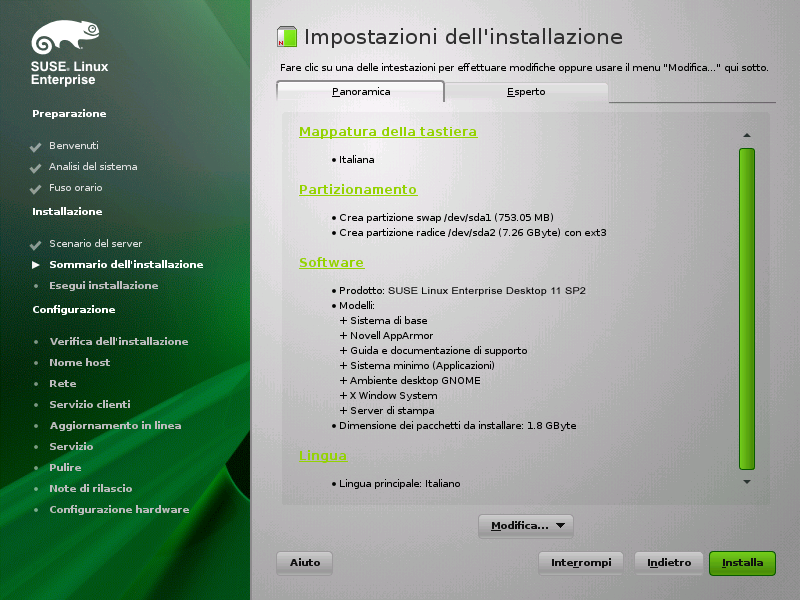 SUSE. Linux
Enterprise
Preparazione
Benvenuti
Analisi del sistema
Fuso orario
Installazione
Scenario del server
Sommario dell'installazione
Esegui installazione
Configurazione
Verifica dell'installazione
Nome host
Rete
Servizio clienti
Aggiornamento in linea
Servizio
Pulire
Note di rilascio
Configurazione hardware
Impostazioni dell'installazione
Fare clic su una delle intestazioni per effettuare modifiche oppure usare il menu "Modifica..." qui sotto.
Panoramica
Esperto
Mappatura della tastiera
• Italiana
Partizionamento
• Crea partizione swap /dev/sda1 (753.05 MB)
• Crea partizione radice /dev/sda2 (7.26 GByte) con ext3
Software
• Prodotto: SUSE Linux Enterprise Desktop 11 SP2
• Modelli:
+ Sistema di base
+ Novell AppArmor
+ Guida e documentazione di supporto
+ Sistema minimo (Applicazioni)
+ Ambiente desktop GNOME
+ X Window System
+ Server di stampa
• Dimensione dei pacchetti da installare: 1.8 GByte
Lingua
• Lingua principale: Italiano
Modifica...
Aiuto
Interrompi
Indietro
Installa